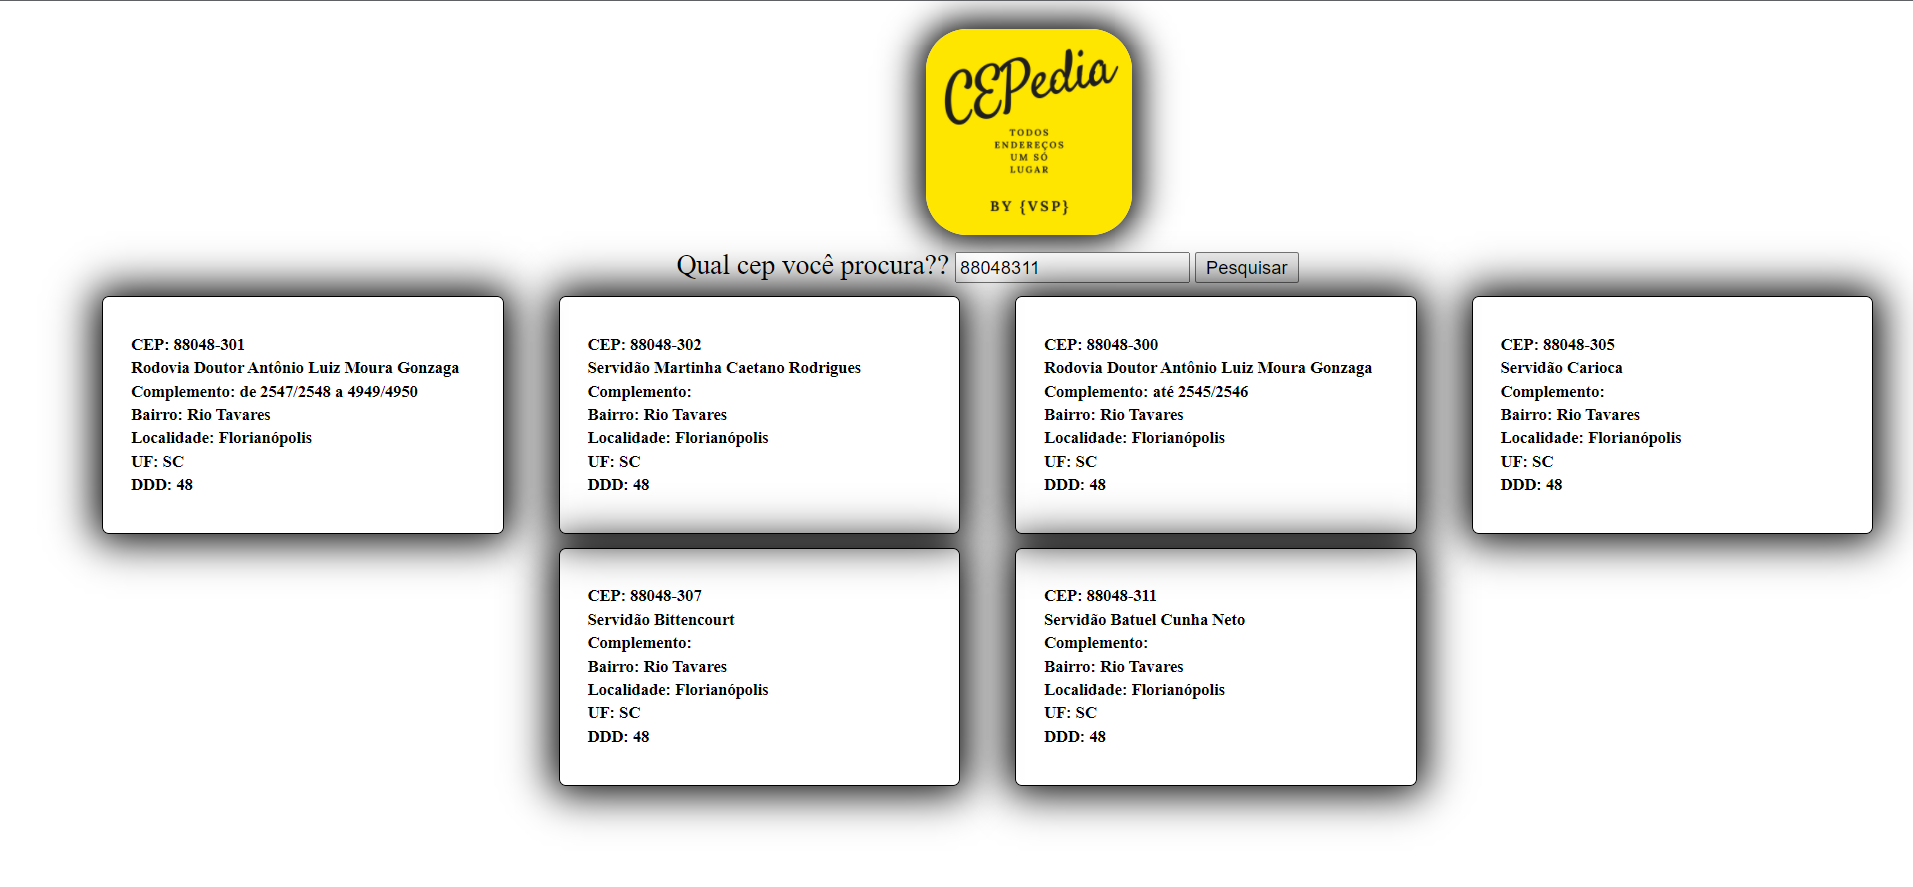 CEPedia
TODOS
ENDEREÇOS
UM SÓ
LUGAR
BY {VSP}
Qual cep você procura?? 88048311 Pesquisar
CEP: 88048-301
Rodovia Doutor Antônio Luiz Moura Gonzaga
Complemento: de 2547/2548 a 4949/4950
Bairro: Rio Tavares
Localidade: Florianópolis
UF: SC
DDD: 48
CEP: 88048-302
Servidão Martinha Caetano Rodrigues
Complemento:
Bairro: Rio Tavares
Localidade: Florianópolis
UF: SC
DDD: 48
CEP: 88048-300
Rodovia Doutor Antônio Luiz Moura Gonzaga
Complemento: até 2545/2546
Bairro: Rio Tavares
Localidade: Florianópolis
UF: SC
DDD: 48
CEP: 88048-305
Servidão Carioca
Complemento:
Bairro: Rio Tavares
Localidade: Florianópolis
UF: SC
DDD: 48
CEP: 88048-307
Servidão Bittencourt
Complemento:
Bairro: Rio Tavares
Localidade: Florianópolis
UF: SC
DDD: 48
CEP: 88048-311
Servidão Batuel Cunha Neto
Complemento:
Bairro: Rio Tavares
Localidade: Florianópolis
UF: SC
DDD: 48